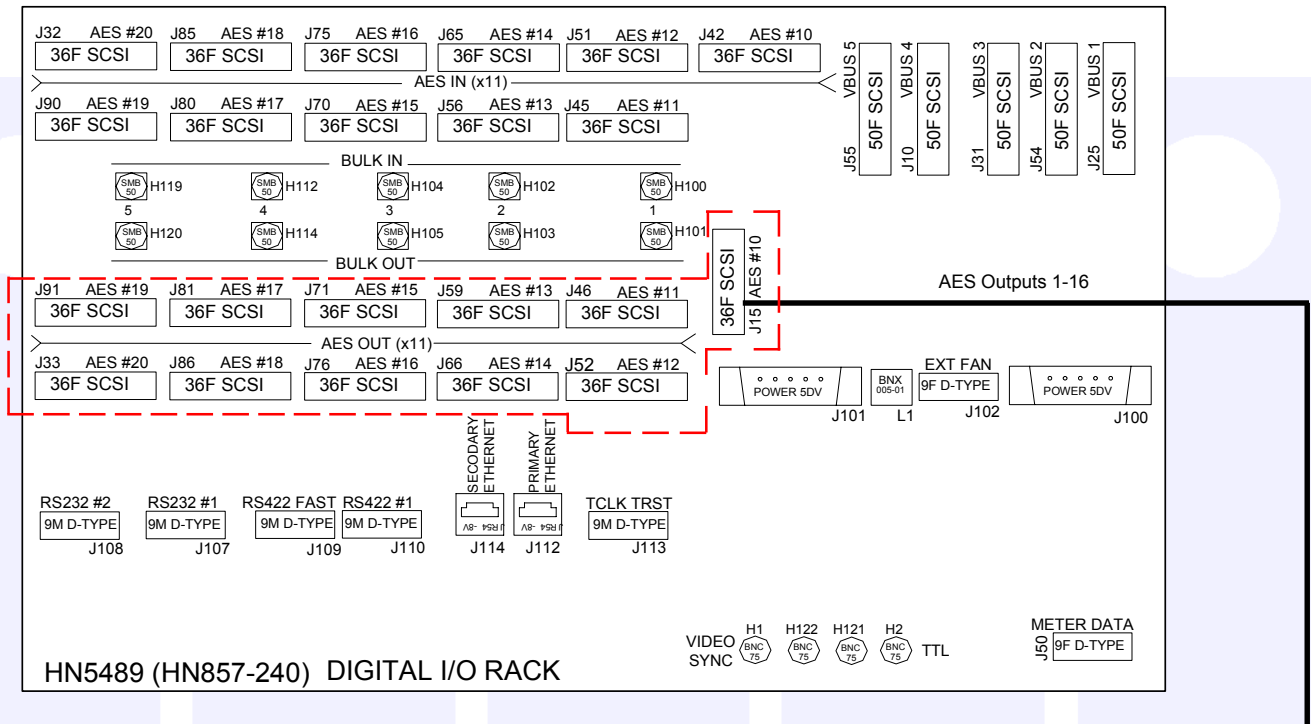 J32 AES #20 J85 AES #18 J75 AES #16 J65 AES #14 J51 AES #12 J42 AES #10
36F SCSI 36F SCSI 36F SCSI 36F SCSI 36F SCSI 36F SCSI
AES IN (x11)
J90 AES #19 J80 AES #17 J70 AES #15 J56 AES #13 J45 AES #11
36F SCSI 36F SCSI 36F SCSI 36F SCSI 36F SCSI
J55 VBUS 5 50F SCSI
J10 VBUS 4 50F SCSI
J31 VBUS 3 50F SCSI
J54 VBUS 2 50F SCSI
J25 VBUS 1 50F SCSI
BULK IN
SMB 50 H119 SMB 50 H112 SMB 50 H104 SMB 50 H102 SMB 50 H100
5 4 3 2 1
SMB 50 H120 SMB 50 H114 SMB 50 H105 SMB 50 H103 SMB 50 H101
BULK OUT
36F SCSI
J15 AES #10
AES Outputs 1-16
J91 AES #19 J81 AES #17 J71 AES #15 J59 AES #13 J46 AES #11
36F SCSI 36F SCSI 36F SCSI 36F SCSI 36F SCSI
AES OUT (x11)
J33 AES #20 J86 AES #18 J76 AES #16 J66 AES #14 J52 AES #12
36F SCSI 36F SCSI 36F SCSI 36F SCSI 36F SCSI
EXT FAN
POWER 5DV BNX 005-01 9F D-TYPE POWER 5DV
J101 L1 J102 J100
SECODARY
ETHERNET
PRIMARY
ETHERNET
RS232 #2 RS232 #1 RS422 FAST RS422 #1 TCLK TRST
9M D-TYPE 9M D-TYPE 9M D-TYPE 9M D-TYPE JR54 -8V JR54 -8V 9M D-TYPE
J108 J107 J109 J110 J114 J112 J113
H1 H122 H121 H2
VIDEO
SYNC
BNC 75 BNC 75 BNC 75 BNC 75 TTL
METER DATA
J50 9F D-TYPE
HN5489 (HN857-240) DIGITAL I/O RACK